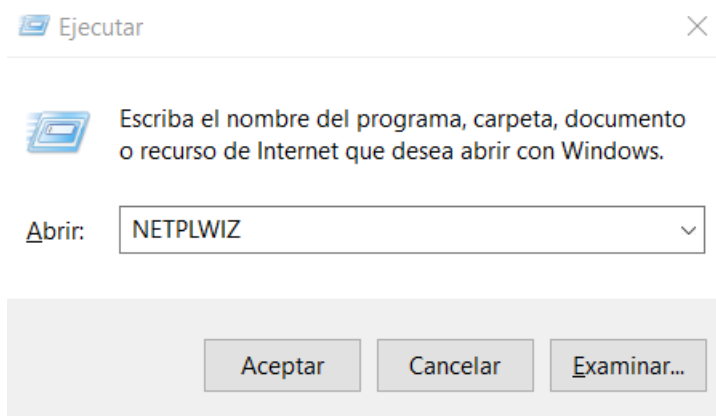 Ejecutar
Escriba el nombre del programa, carpeta, documento
o recurso de Internet que desea abrir con Windows.
Abrir: NETPLWIZ
Aceptar Cancelar Examinar...